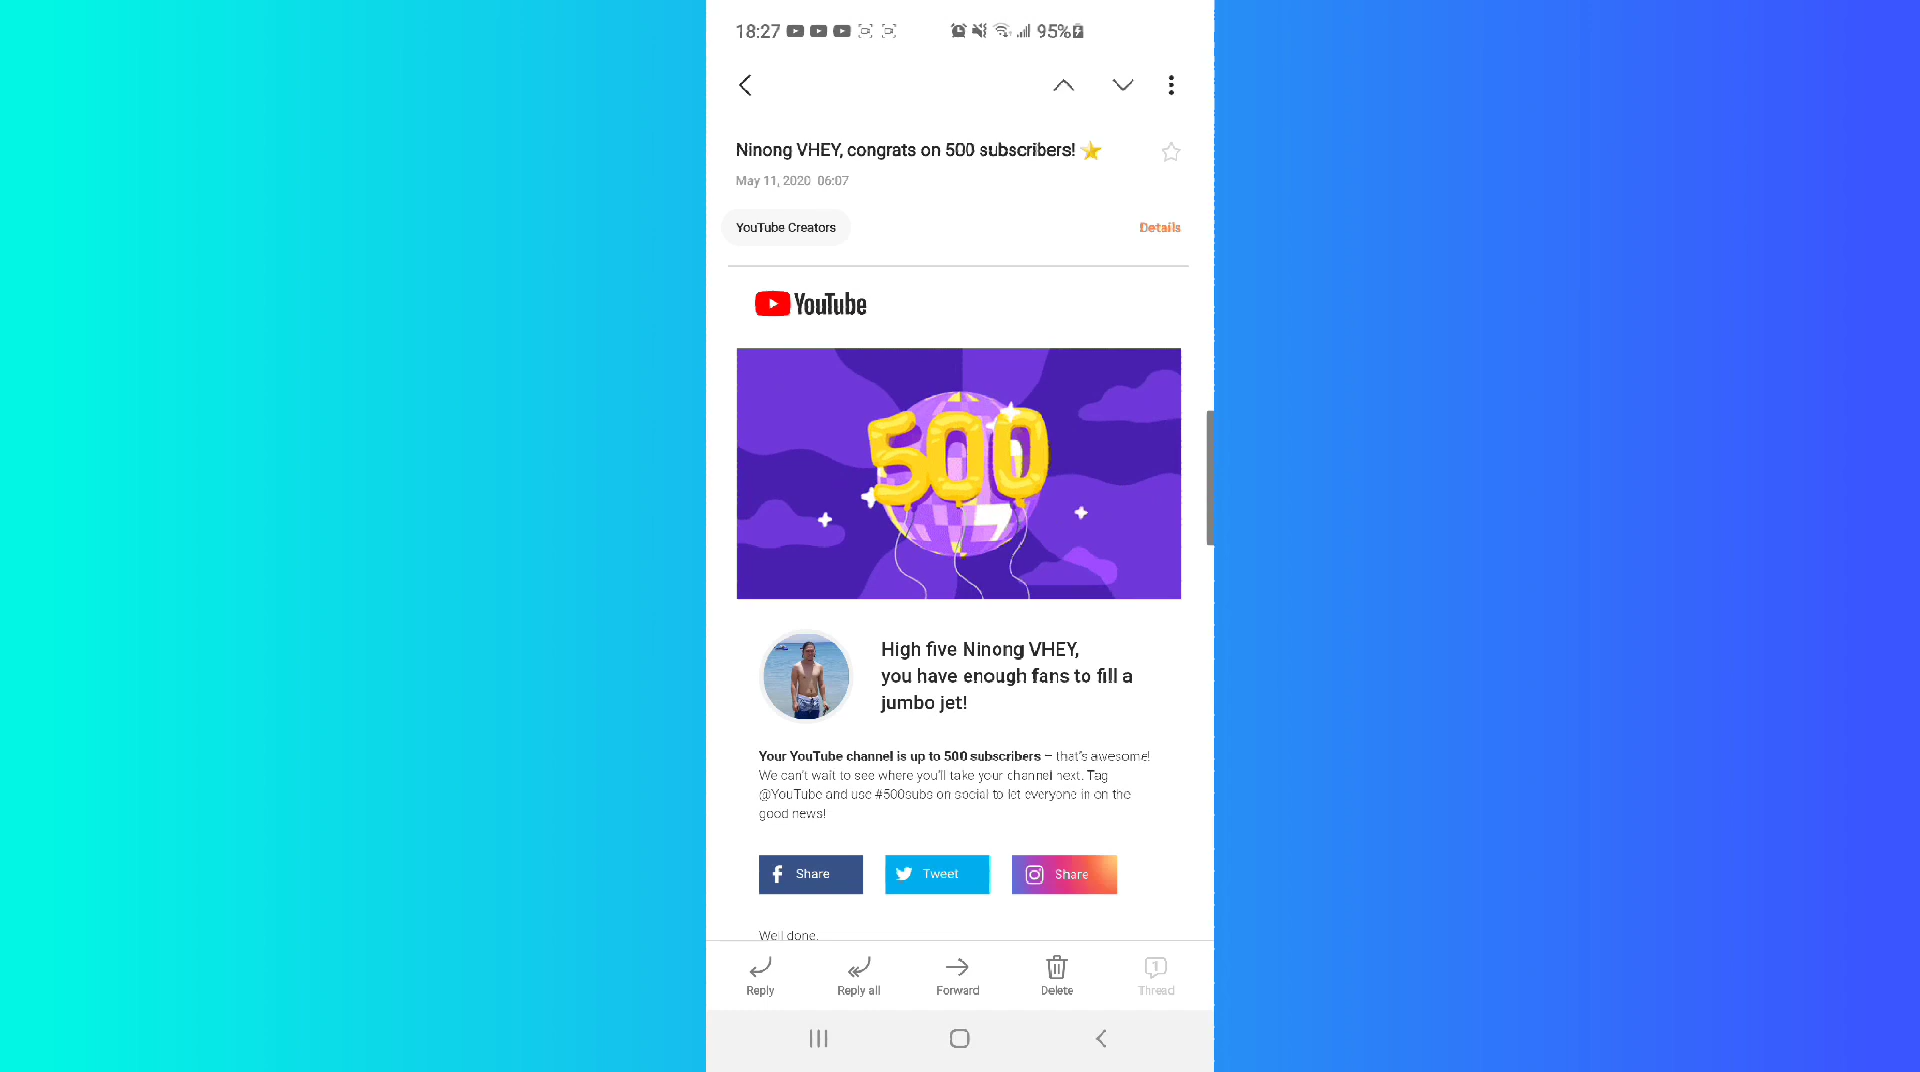 18:27 95%
Ninong VHEY, congrats on 500 subscribers! ⭐
May 11, 2020 06:07
YouTube Creators Details
YouTube
500
High five Ninong VHEY,
you have enough fans to fill a
jumbo jet!
Your YouTube channel is up to 500 subscribers – that's awesome!
We can't wait to see where you'll take your channel next. Tag
@YouTube and use #500subs on social to let everyone in on the
good news!
Share Tweet Share
Well done,
Reply Reply all Forward Delete 1 Thread